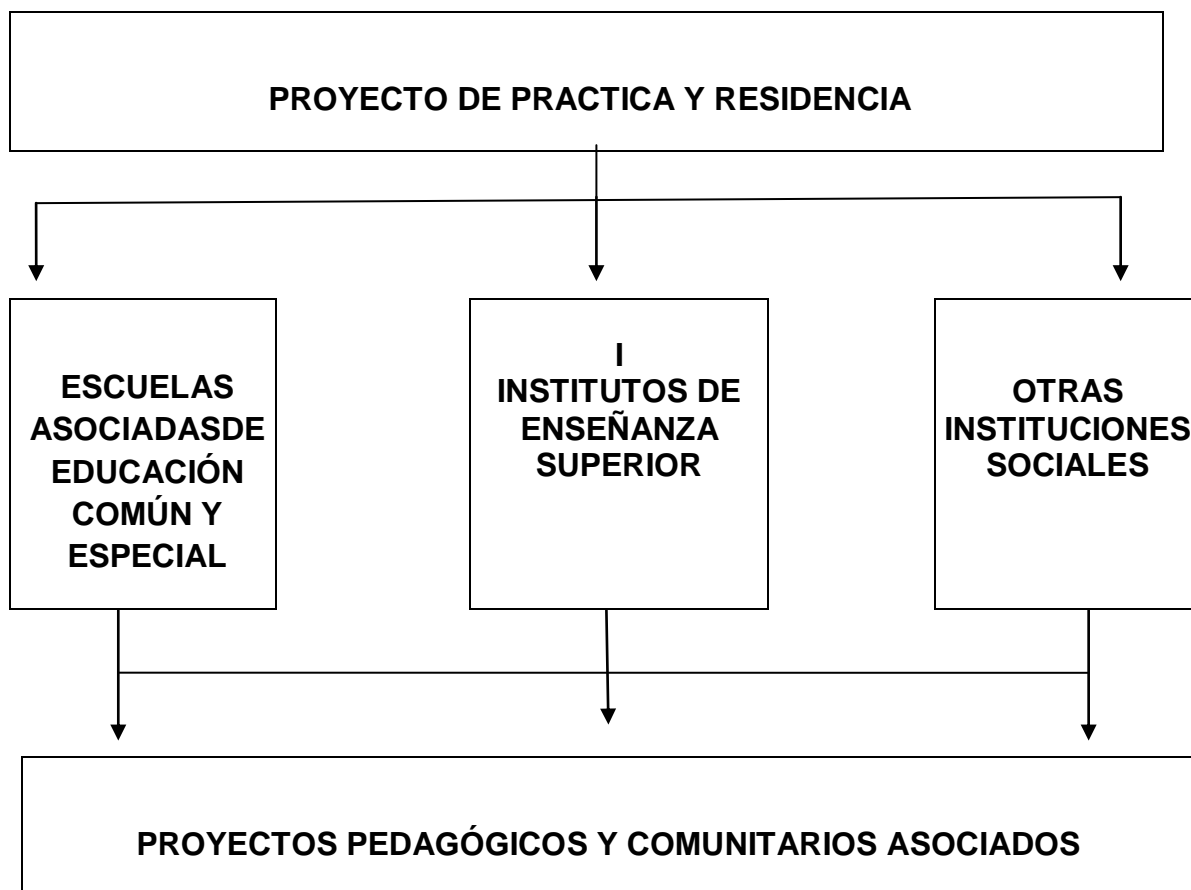 PROYECTO DE PRACTICA Y RESIDENCIA
ESCUELAS
ASOCIADASDE
EDUCACIÓN
COMÚN Y
ESPECIAL
I
INSTITUTOS DE
ENSEÑANZA
SUPERIOR
OTRAS
INSTITUCIONES
SOCIALES
PROYECTOS PEDAGÓGICOS Y COMUNITARIOS ASOCIADOS